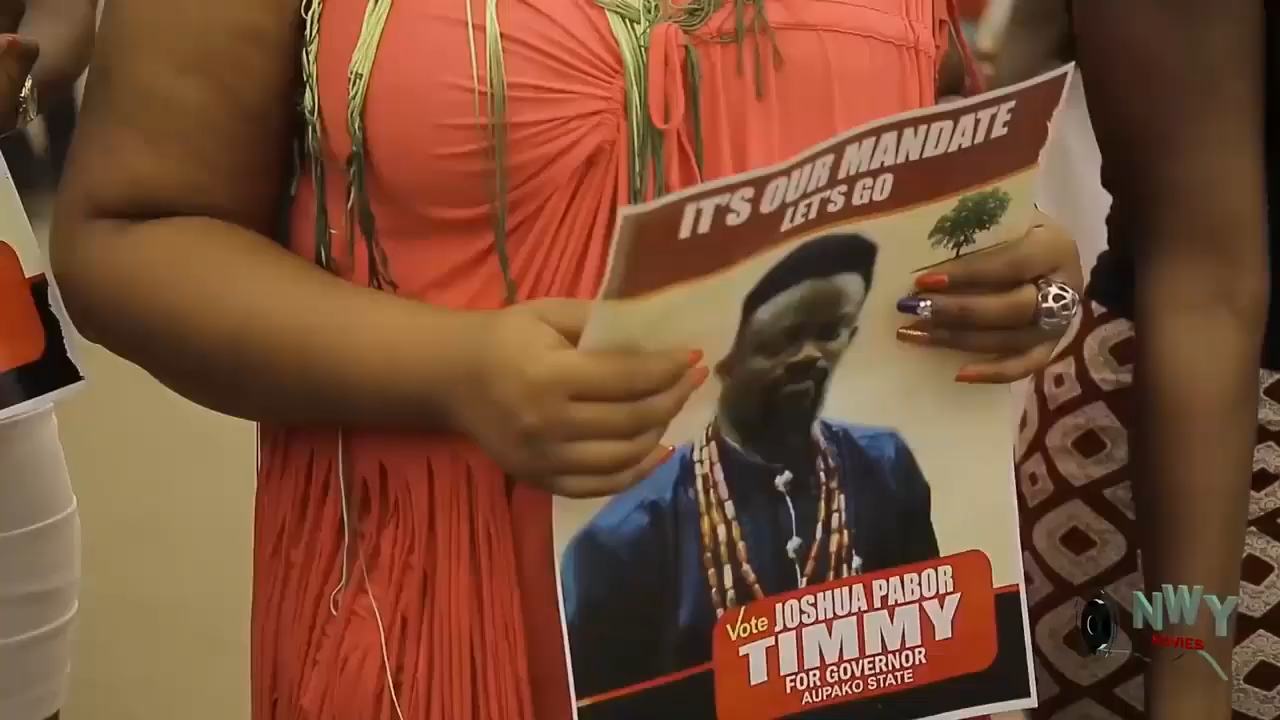 IT'S OUR MANDATE
LET'S GO
Vote JOSHUA PABOR
TIMMY
FOR GOVERNOR
AUPAKO STATE
NWY
MOVIES